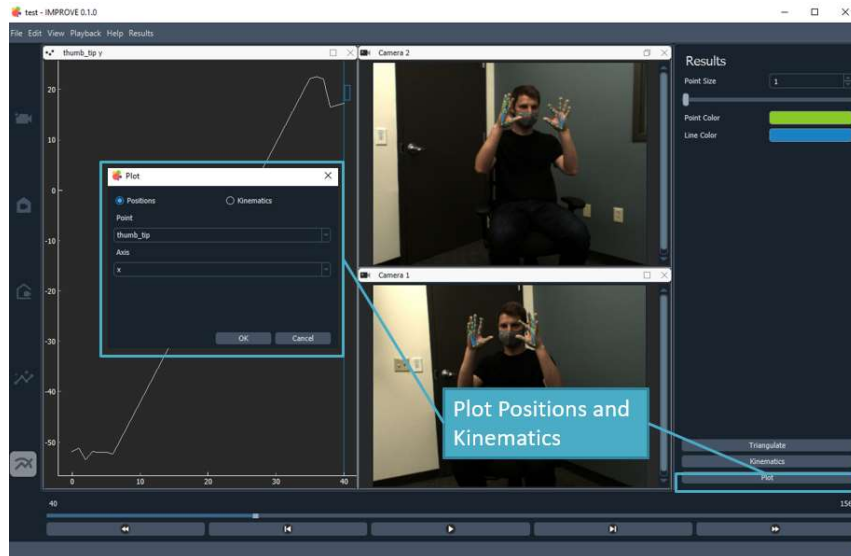 test - IMPROVE 0.1.0
File Edit View Playback Help Results
thumb_tip y
20
10
0
-10
-20
-30
-40
-50
0 10 20 30 40
Plot
Positions Kinematics
Point
thumb_tip
Axis
x
OK Cancel
Camera 2
Camera 1
Plot Positions and
Kinematics
Results
Point Size 1
Point Color
Line Color
Triangulate
Kinematics
Plot
40 156